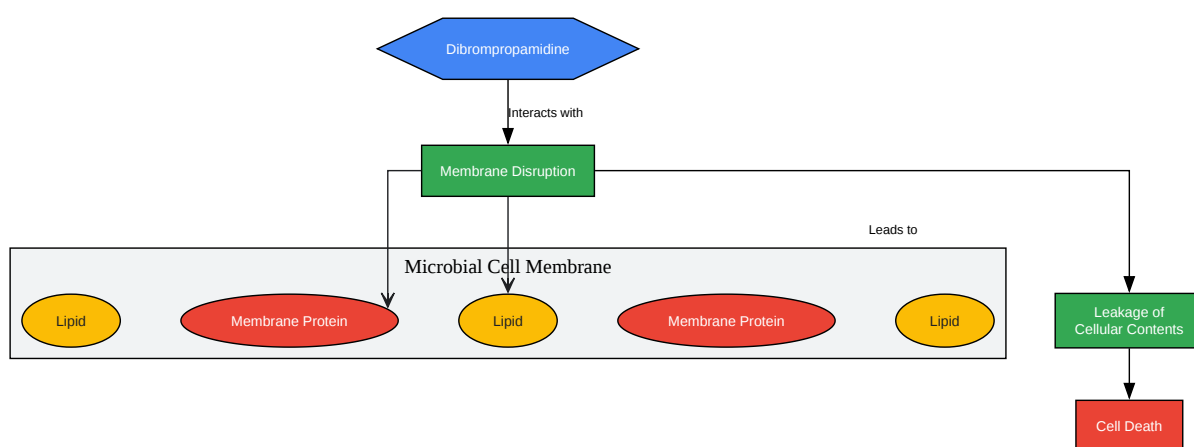 Dibrompropamidine
Interacts with
Membrane Disruption
Leads to
Microbial Cell Membrane
Lipid
Membrane Protein
Lipid
Membrane Protein
Lipid
Leakage of
Cellular Contents
Cell Death